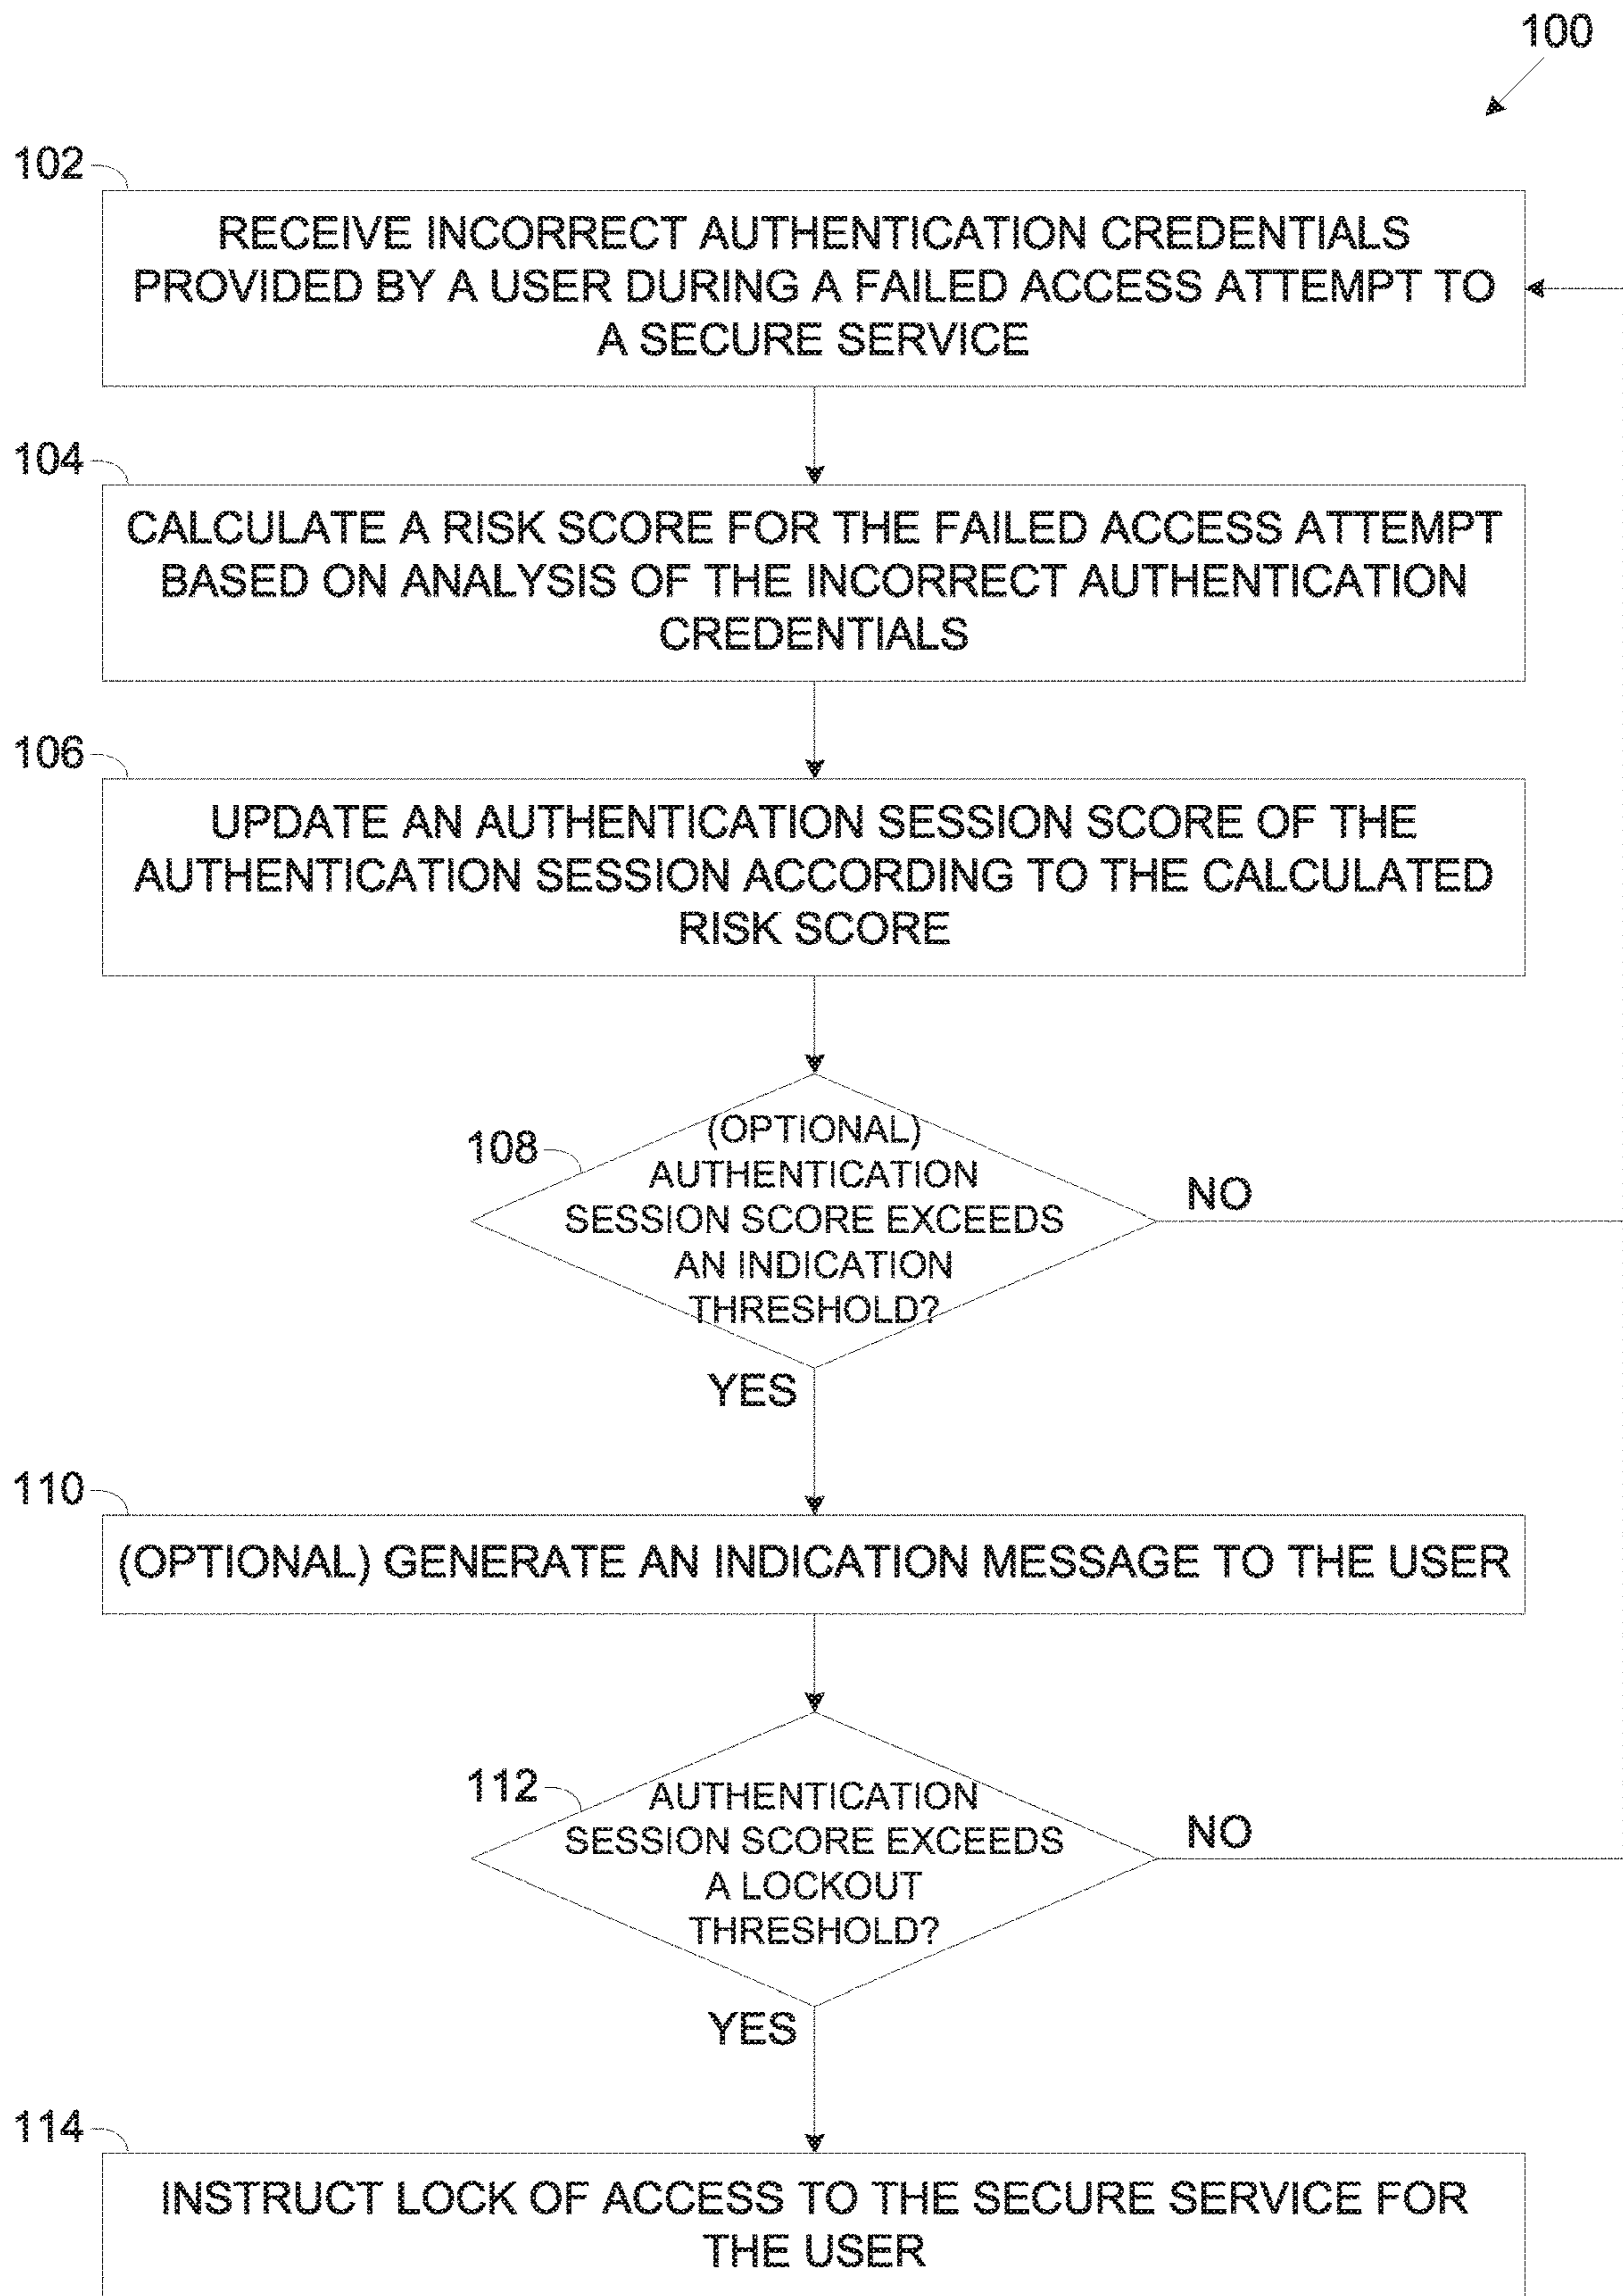 100
102
RECEIVE INCORRECT AUTHENTICATION CREDENTIALS
PROVIDED BY A USER DURING A FAILED ACCESS ATTEMPT TO
A SECURE SERVICE
104
CALCULATE A RISK SCORE FOR THE FAILED ACCESS ATTEMPT
BASED ON ANALYSIS OF THE INCORRECT AUTHENTICATION
CREDENTIALS
106
UPDATE AN AUTHENTICATION SESSION SCORE OF THE
AUTHENTICATION SESSION ACCORDING TO THE CALCULATED
RISK SCORE
108
(OPTIONAL)
AUTHENTICATION
SESSION SCORE EXCEEDS
AN INDICATION
THRESHOLD?
NO
YES
110
(OPTIONAL) GENERATE AN INDICATION MESSAGE TO THE USER
112
AUTHENTICATION
SESSION SCORE EXCEEDS
A LOCKOUT
THRESHOLD?
NO
YES
114
INSTRUCT LOCK OF ACCESS TO THE SECURE SERVICE FOR
THE USER